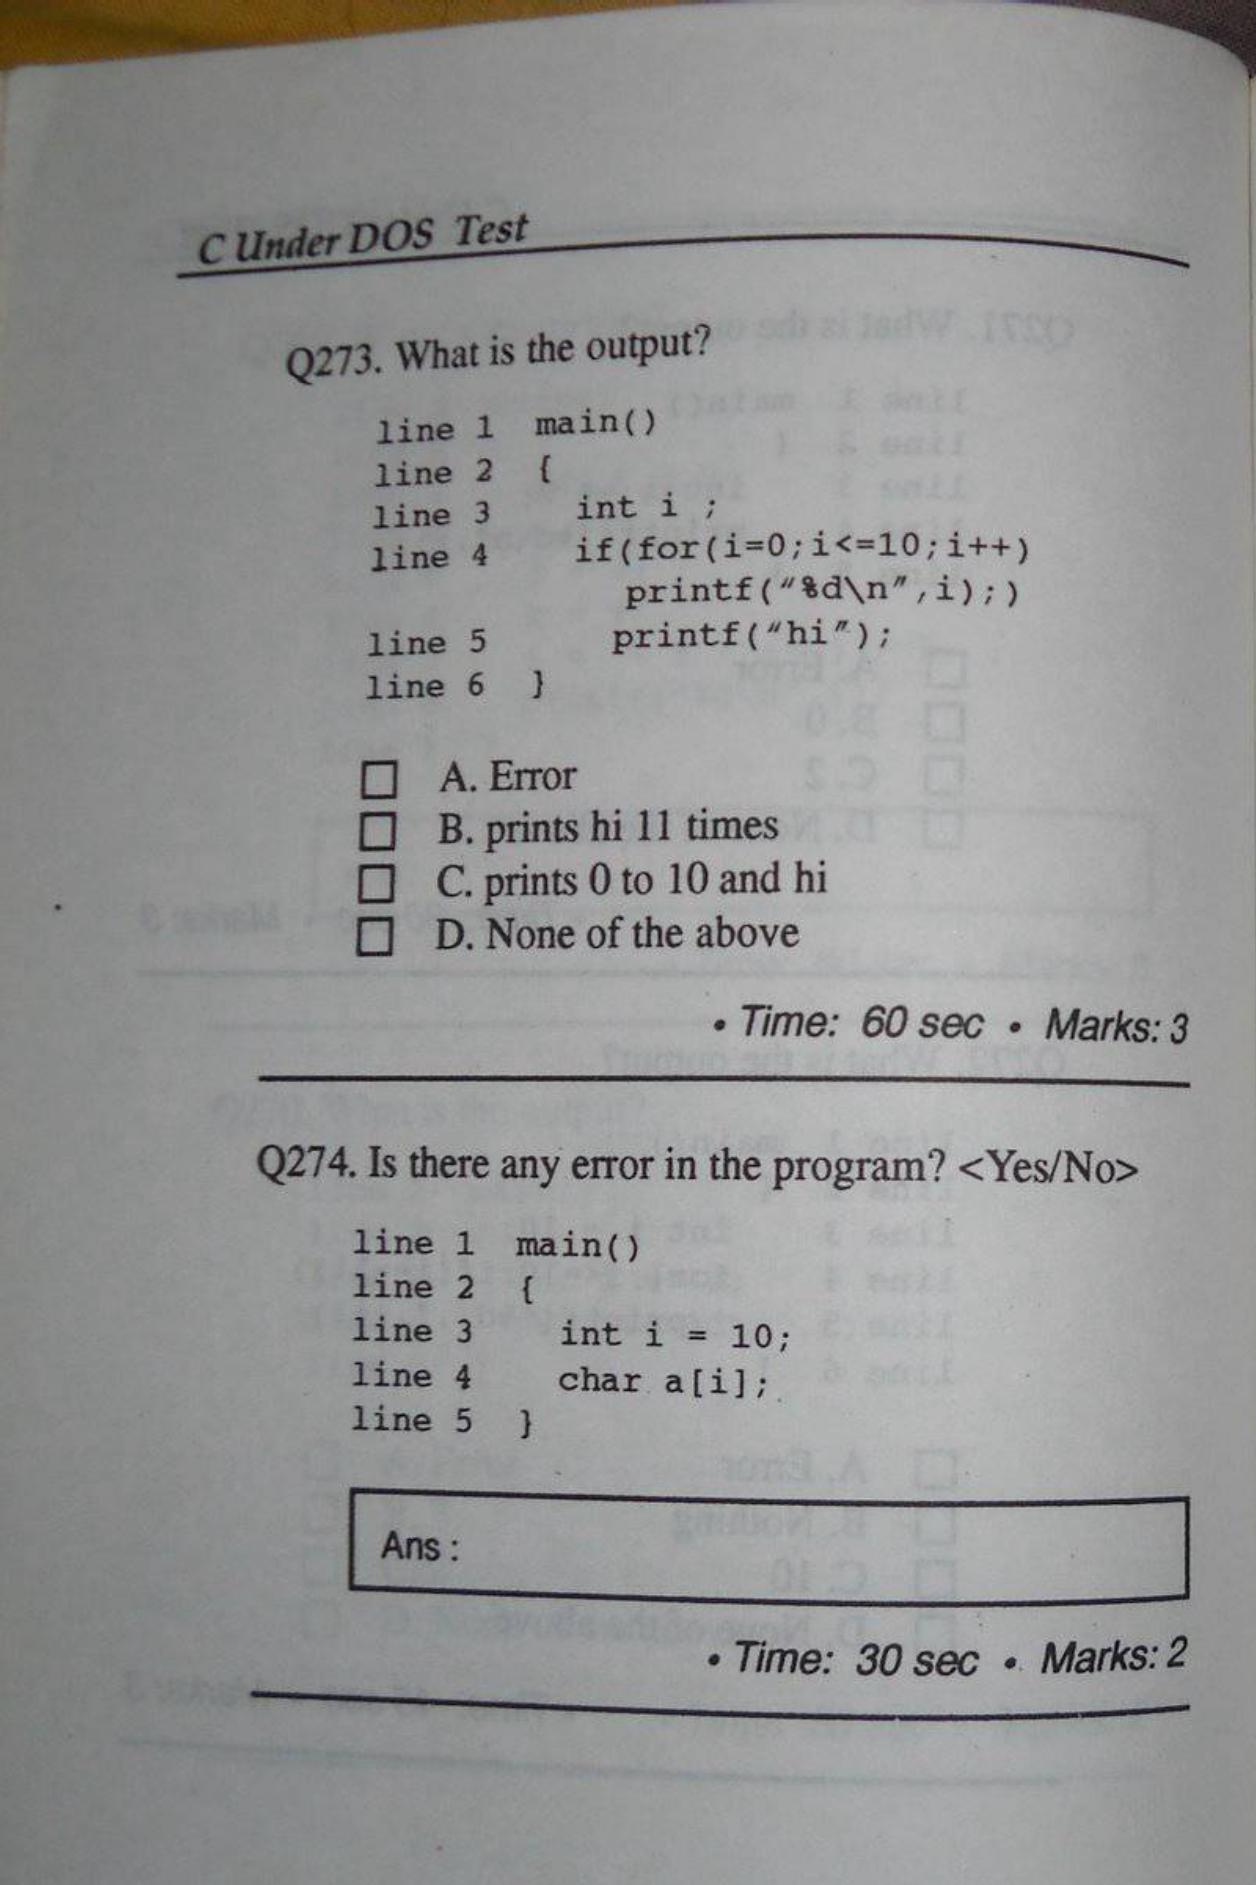 C Under DOS Test
Q273. What is the output?
line 1 main()
line 2 {
line 3 int i ;
line 4 if(for(i=0;i<=10;i++)
printf("%d\n",i);)
line 5 printf("hi");
line 6 }
A. Error
B. prints hi 11 times
C. prints 0 to 10 and hi
D. None of the above
• Time: 60 sec • Marks: 3
Q274. Is there any error in the program? <Yes/No>
line 1 main()
line 2 {
line 3 int i = 10;
line 4 char a[i];
line 5 }
Ans :
• Time: 30 sec • Marks: 2